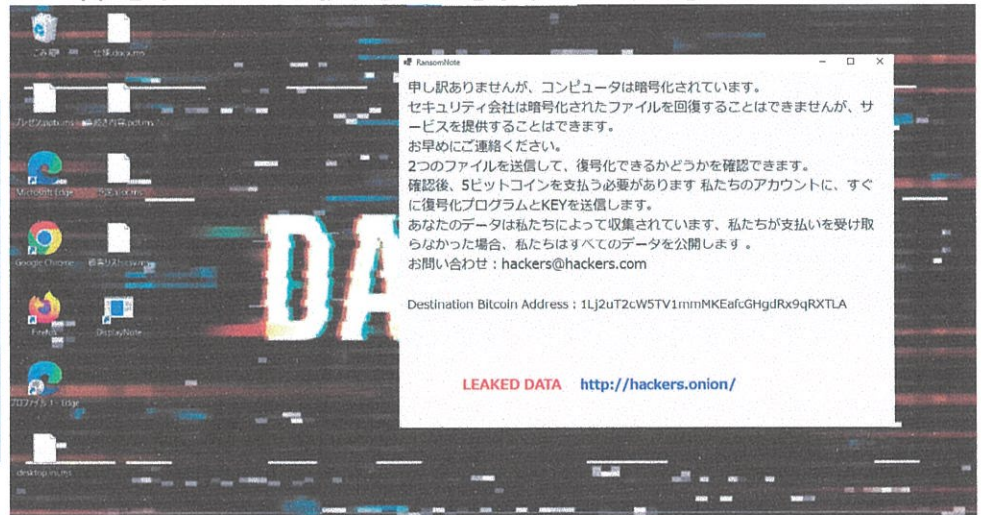 ごみ箱
Microsoft Edge
Google Chrome
Firefox
DisplayNote
プロファイル 1 - Edge
desktop.ini.ms
DA
RansomNote
申し訳ありませんが、コンピュータは暗号化されています。
セキュリティ会社は暗号化されたファイルを回復することはできませんが、サ
ービスを提供することはできます。
お早めにご連絡ください。
2つのファイルを送信して、復号化できるかどうかを確認できます。
確認後、5ビットコインを支払う必要があります 私たちのアカウントに、すぐ
に復号化プログラムとKEYを送信します。
あなたのデータは私たちによって収集されています、私たちが支払いを受け取
らなかった場合、私たちはすべてのデータを公開します 。
お問い合わせ:hackers@hackers.com
Destination Bitcoin Address : 1Lj2uT2cW5TV1mmMKEafcGHgdRx9qRXTLA
LEAKED DATA http://hackers.onion/